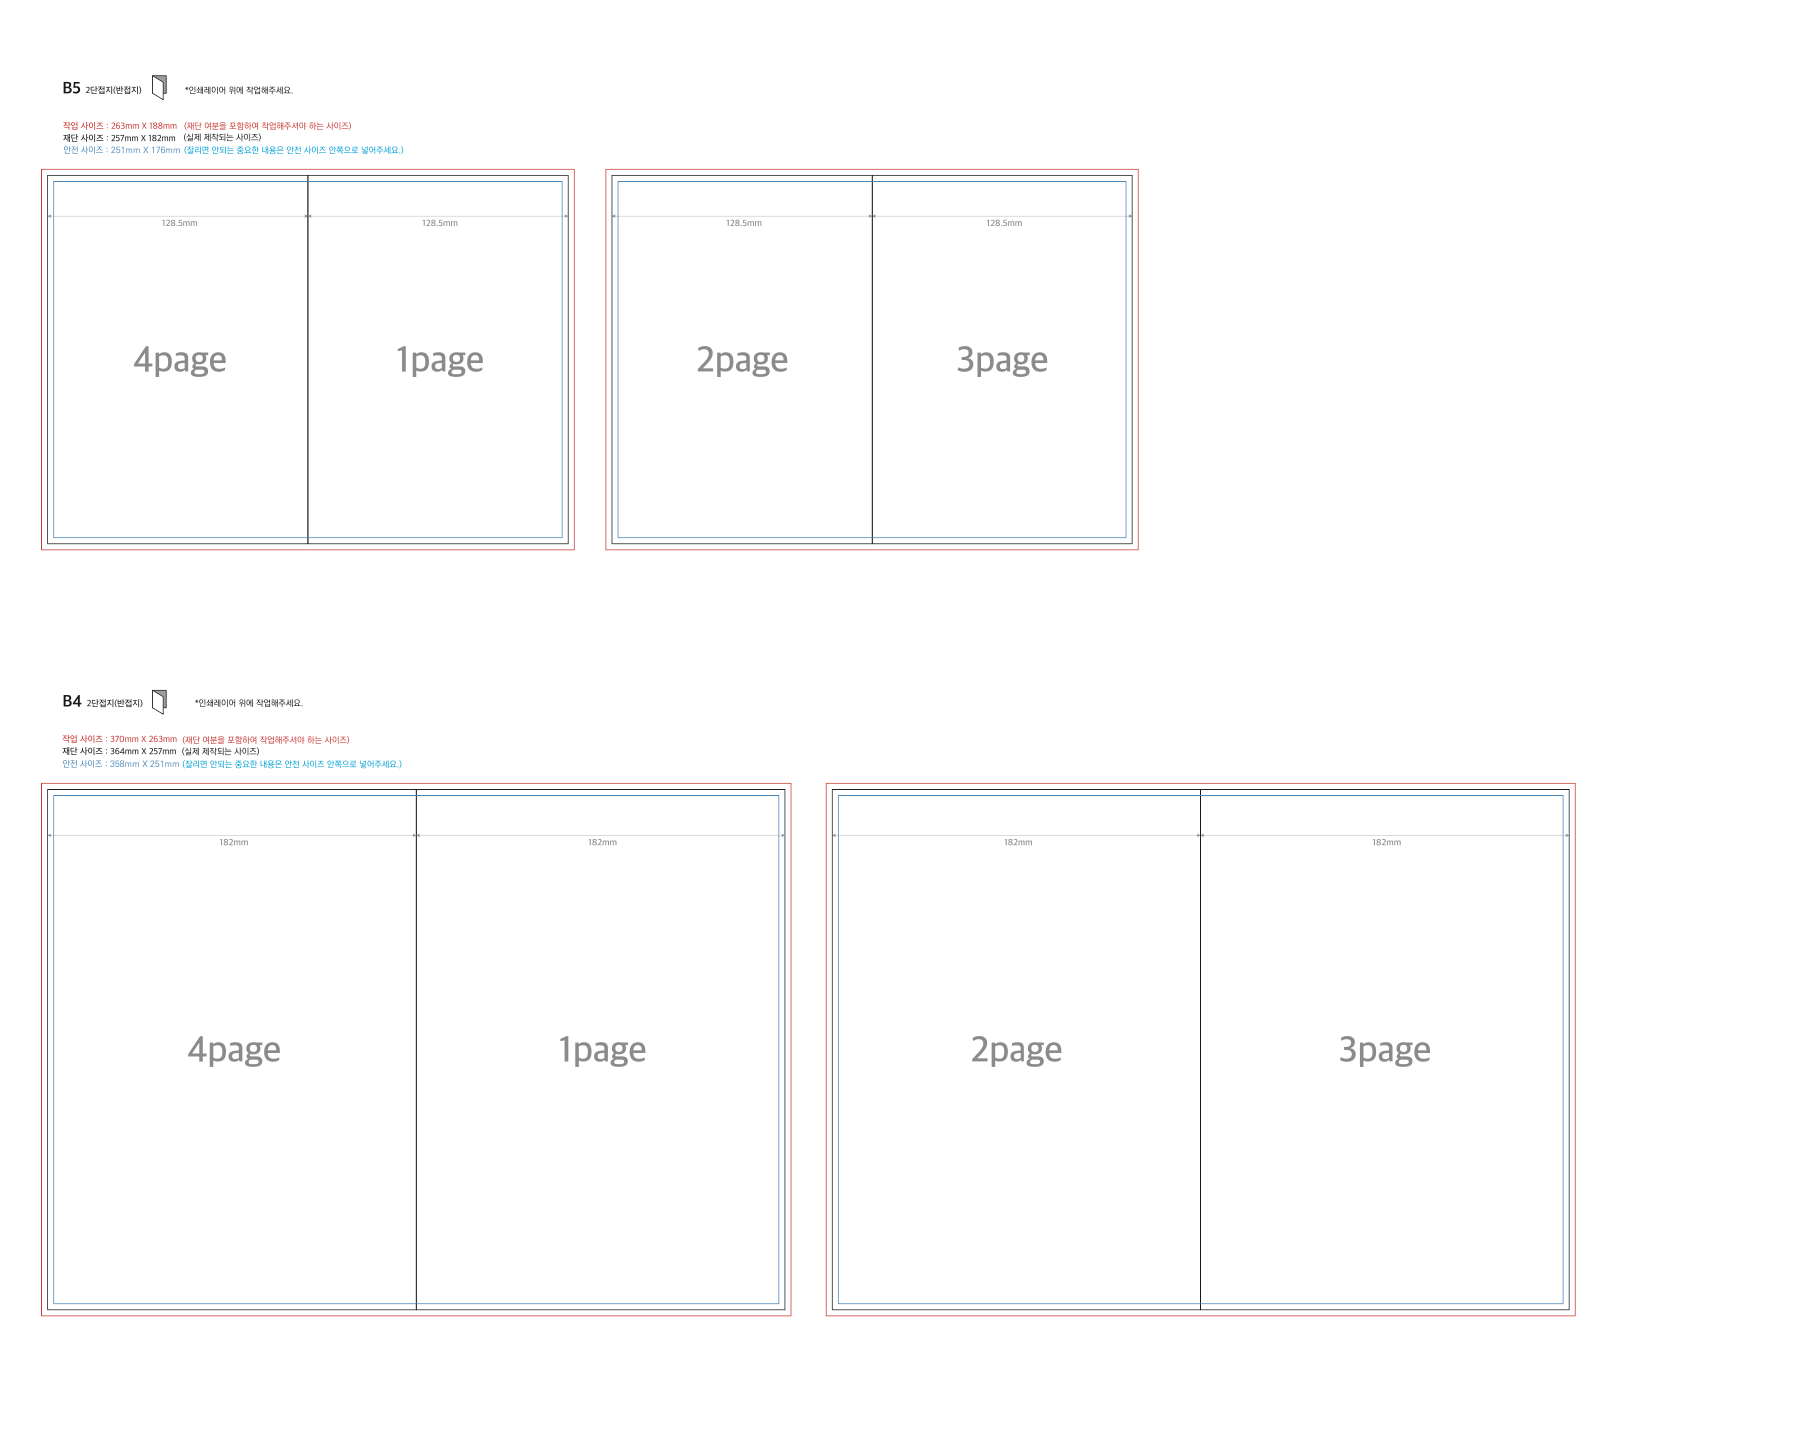 B5 2단접지(반접지) *인쇄레이어 위에 작업해주세요.
작업 사이즈 : 263mm X 188mm (재단 여분을 포함하여 작업해주셔야 하는 사이즈)
재단 사이즈 : 257mm X 182mm (실제 제작되는 사이즈)
안전 사이즈 : 251mm X 176mm (잘리면 안되는 중요한 내용은 안전 사이즈 안쪽으로 넣어주세요.)
128.5mm 128.5mm 128.5mm 128.5mm
4page 1page 2page 3page
B4 2단접지(반접지) *인쇄레이어 위에 작업해주세요.
작업 사이즈 : 370mm X 263mm (재단 여분을 포함하여 작업해주셔야 하는 사이즈)
재단 사이즈 : 364mm X 257mm (실제 제작되는 사이즈)
안전 사이즈 : 358mm X 251mm (잘리면 안되는 중요한 내용은 안전 사이즈 안쪽으로 넣어주세요.)
182mm 182mm 182mm 182mm
4page 1page 2page 3page